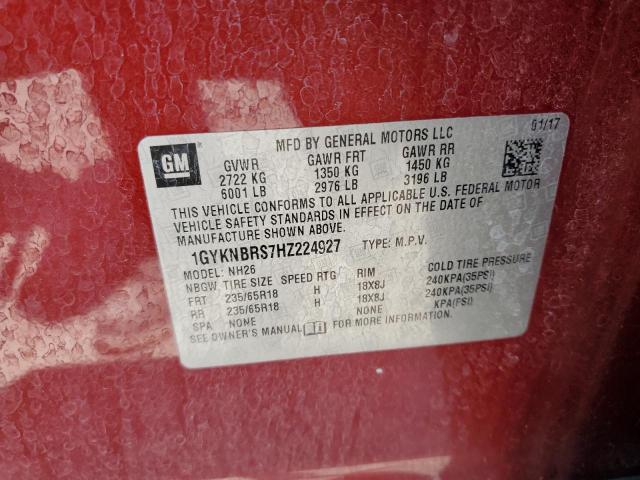 MFD BY GENERAL MOTORS LLC 01/17
GM
GVWR GAWR FRT GAWR RR
2722 KG 1350 KG 1450 KG
6001 LB 2976 LB 3196 LB
THIS VEHICLE CONFORMS TO ALL APPLICABLE U.S. FEDERAL MOTOR
VEHICLE SAFETY STANDARDS IN EFFECT ON THE DATE OF
MANUFACTURE SHOWN ABOVE.
1GYKNBRS7HZ224927 TYPE: M.P.V.
MODEL: NH26
NBGW TIRE SIZE SPEED RTG RIM COLD TIRE PRESSURE
FRT 235/65R18 H 18X8J 240KPA(35PSI)
RR 235/65R18 H 18X8J 240KPA(35PSI)
SPA NONE NONE KPA(PSI)
SEE OWNER'S MANUAL